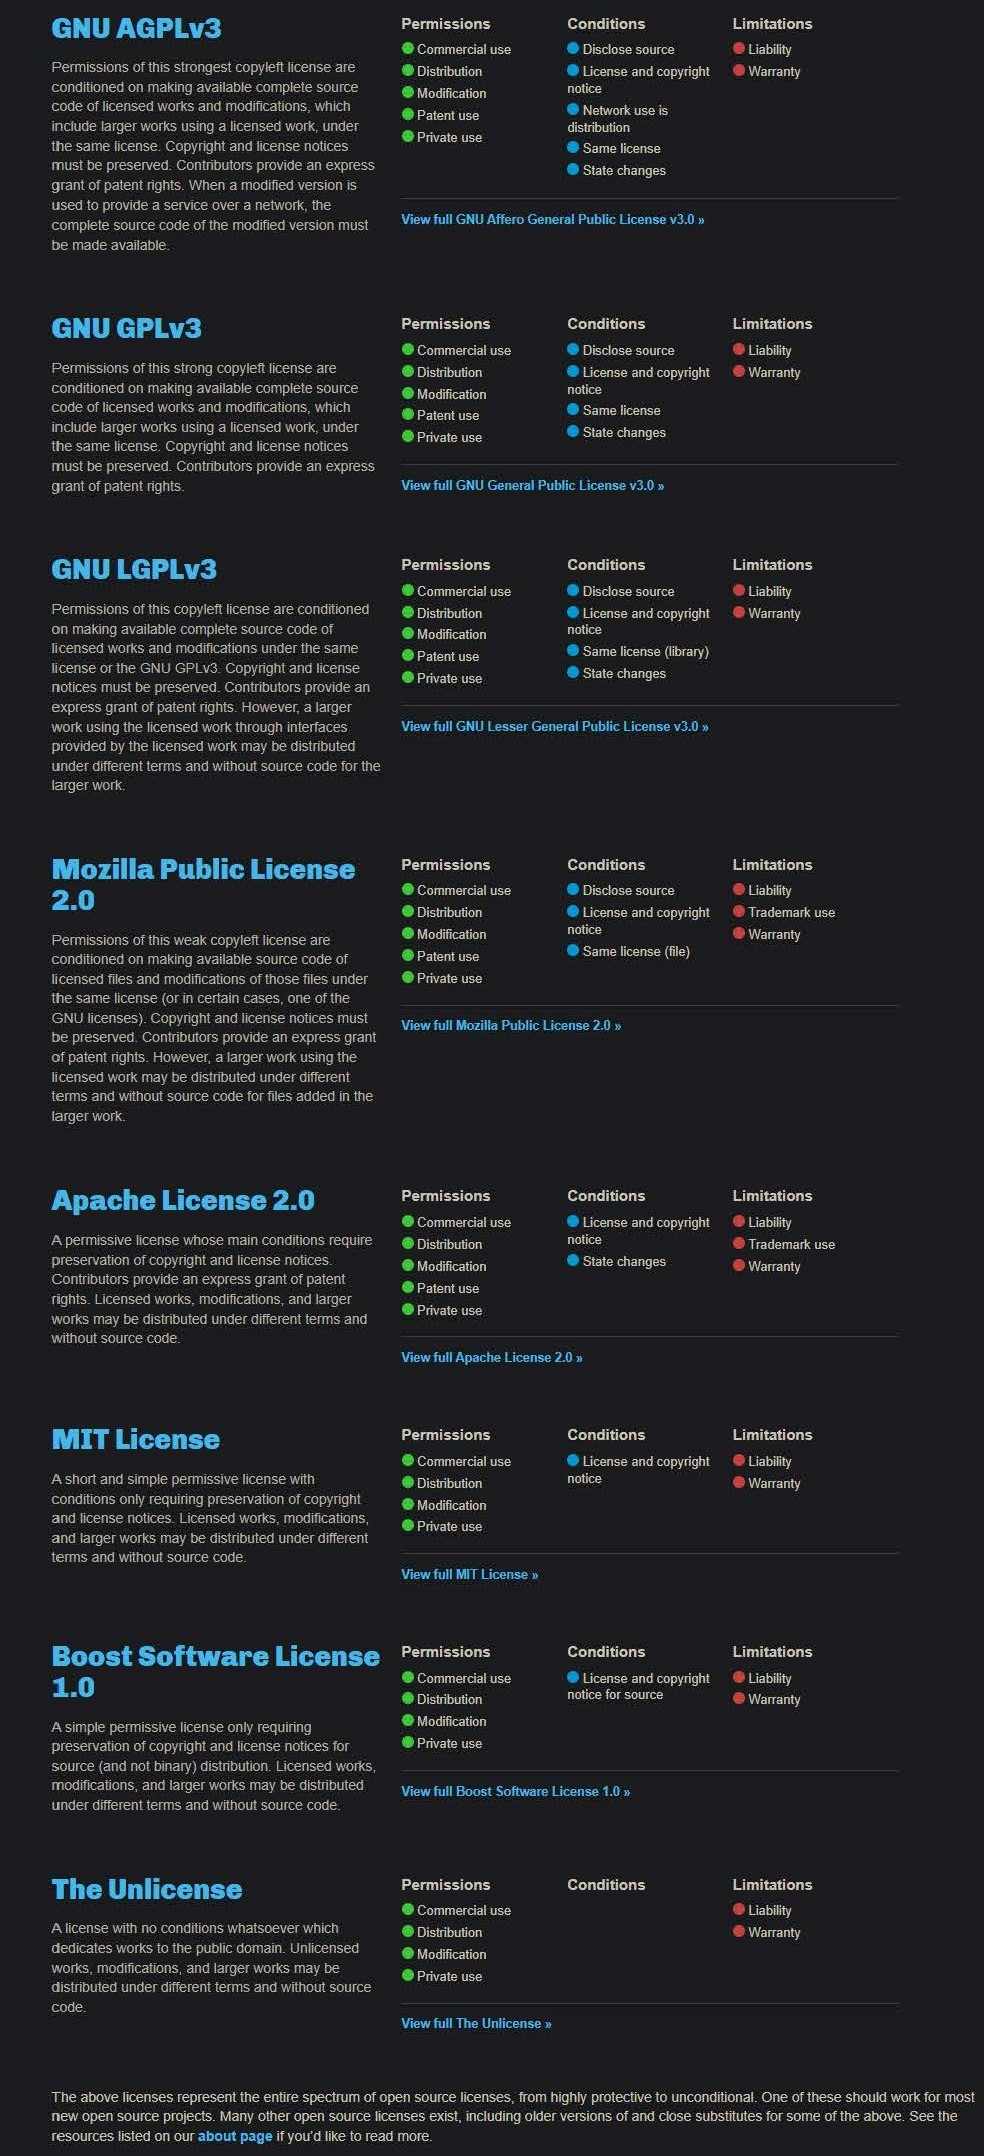 GNU AGPLv3
Permissions of this strongest copyleft license are
conditioned on making available complete source
code of licensed works and modifications, which
include larger works using a licensed work, under
the same license. Copyright and license notices
must be preserved. Contributors provide an express
grant of patent rights. When a modified version is
used to provide a service over a network, the
complete source code of the modified version must
be made available.
Permissions
Commercial use
Distribution
Modification
Patent use
Private use
Conditions
Disclose source
License and copyright
notice
Network use is
distribution
Same license
State changes
Limitations
Liability
Warranty
View full GNU Affero General Public License v3.0 »
GNU GPLv3
Permissions of this strong copyleft license are
conditioned on making available complete source
code of licensed works and modifications, which
include larger works using a licensed work, under
the same license. Copyright and license notices
must be preserved. Contributors provide an express
grant of patent rights.
Permissions
Commercial use
Distribution
Modification
Patent use
Private use
Conditions
Disclose source
License and copyright
notice
Same license
State changes
Limitations
Liability
Warranty
View full GNU General Public License v3.0 »
GNU LGPLv3
Permissions of this copyleft license are conditioned
on making available complete source code of
licensed works and modifications under the same
license or the GNU GPLv3. Copyright and license
notices must be preserved. Contributors provide an
express grant of patent rights. However, a larger
work using the licensed work through interfaces
provided by the licensed work may be distributed
under different terms and without source code for the
larger work.
Permissions
Commercial use
Distribution
Modification
Patent use
Private use
Conditions
Disclose source
License and copyright
notice
Same license (library)
State changes
Limitations
Liability
Warranty
View full GNU Lesser General Public License v3.0 »
Mozilla Public License
2.0
Permissions of this weak copyleft license are
conditioned on making available source code of
licensed files and modifications of those files under
the same license (or in certain cases, one of the
GNU licenses). Copyright and license notices must
be preserved. Contributors provide an express grant
of patent rights. However, a larger work using the
licensed work may be distributed under different
terms and without source code for files added in the
larger work.
Permissions
Commercial use
Distribution
Modification
Patent use
Private use
Conditions
Disclose source
License and copyright
notice
Same license (file)
Limitations
Liability
Trademark use
Warranty
View full Mozilla Public License 2.0 »
Apache License 2.0
A permissive license whose main conditions require
preservation of copyright and license notices.
Contributors provide an express grant of patent
rights. Licensed works, modifications, and larger
works may be distributed under different terms and
without source code.
Permissions
Commercial use
Distribution
Modification
Patent use
Private use
Conditions
License and copyright
notice
State changes
Limitations
Liability
Trademark use
Warranty
View full Apache License 2.0 »
MIT License
A short and simple permissive license with
conditions only requiring preservation of copyright
and license notices. Licensed works, modifications,
and larger works may be distributed under different
terms and without source code.
Permissions
Commercial use
Distribution
Modification
Private use
Conditions
License and copyright
notice
Limitations
Liability
Warranty
View full MIT License »
Boost Software License
1.0
A simple permissive license only requiring
preservation of copyright and license notices for
source (and not binary) distribution. Licensed works,
modifications, and larger works may be distributed
under different terms and without source code.
Permissions
Commercial use
Distribution
Modification
Private use
Conditions
License and copyright
notice for source
Limitations
Liability
Warranty
View full Boost Software License 1.0 »
The Unlicense
A license with no conditions whatsoever which
dedicates works to the public domain. Unlicensed
works, modifications, and larger works may be
distributed under different terms and without source
code.
Permissions
Commercial use
Distribution
Modification
Private use
Conditions
Limitations
Liability
Warranty
View full The Unlicense »
The above licenses represent the entire spectrum of open source licenses, from highly protective to unconditional. One of these should work for most
new open source projects. Many other open source licenses exist, including older versions of and close substitutes for some of the above. See the
resources listed on our about page if you'd like to read more.